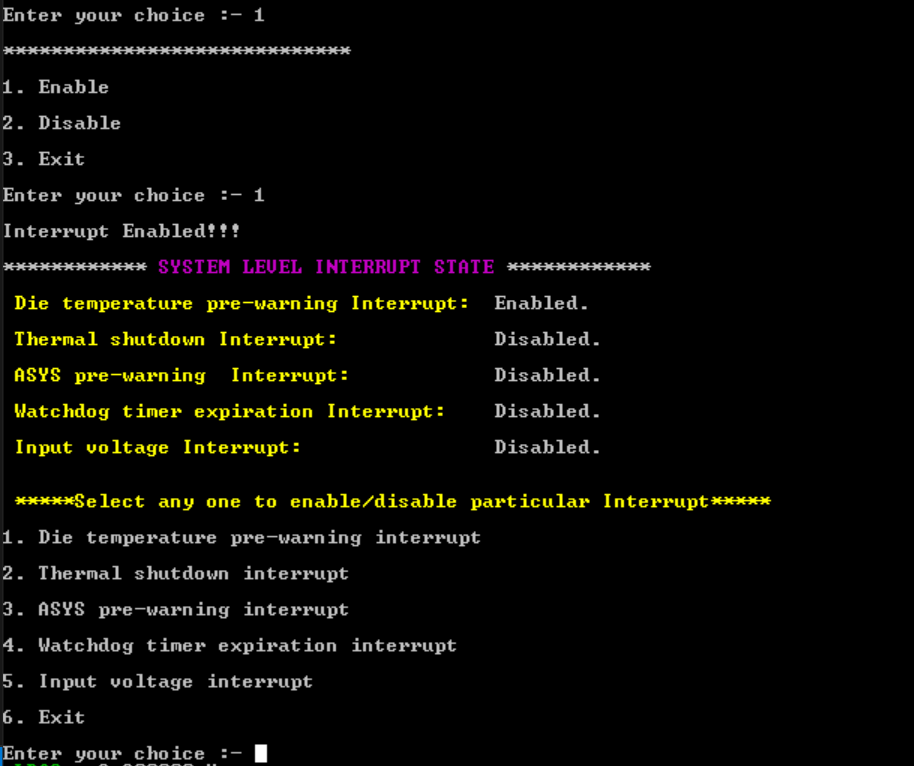 Enter your choice :- 1
*****************************
1. Enable
2. Disable
3. Exit
Enter your choice :- 1
Interrupt Enabled!!!
************ SYSTEM LEVEL INTERRUPT STATE ************
Die temperature pre-warning Interrupt: Enabled.
Thermal shutdown Interrupt: Disabled.
ASYS pre-warning  Interrupt: Disabled.
Watchdog timer expiration Interrupt: Disabled.
Input voltage Interrupt: Disabled.
*****Select any one to enable/disable particular Interrupt*****
1. Die temperature pre-warning interrupt
2. Thermal shutdown interrupt
3. ASYS pre-warning interrupt
4. Watchdog timer expiration interrupt
5. Input voltage interrupt
6. Exit
Enter your choice :-